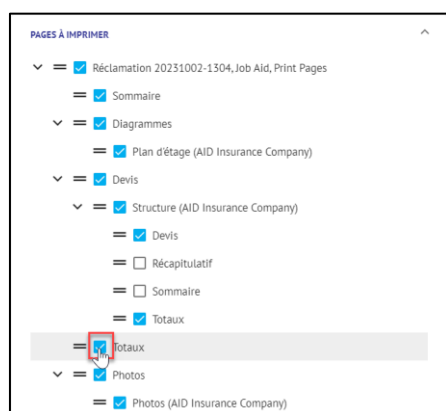 PAGES À IMPRIMER
Réclamation 20231002-1304, Job Aid, Print Pages
Sommaire
Diagrammes
Plan d'étage (AID Insurance Company)
Devis
Structure (AID Insurance Company)
Devis
Récapitulatif
Sommaire
Totaux
Totaux
Photos
Photos (AID Insurance Company)